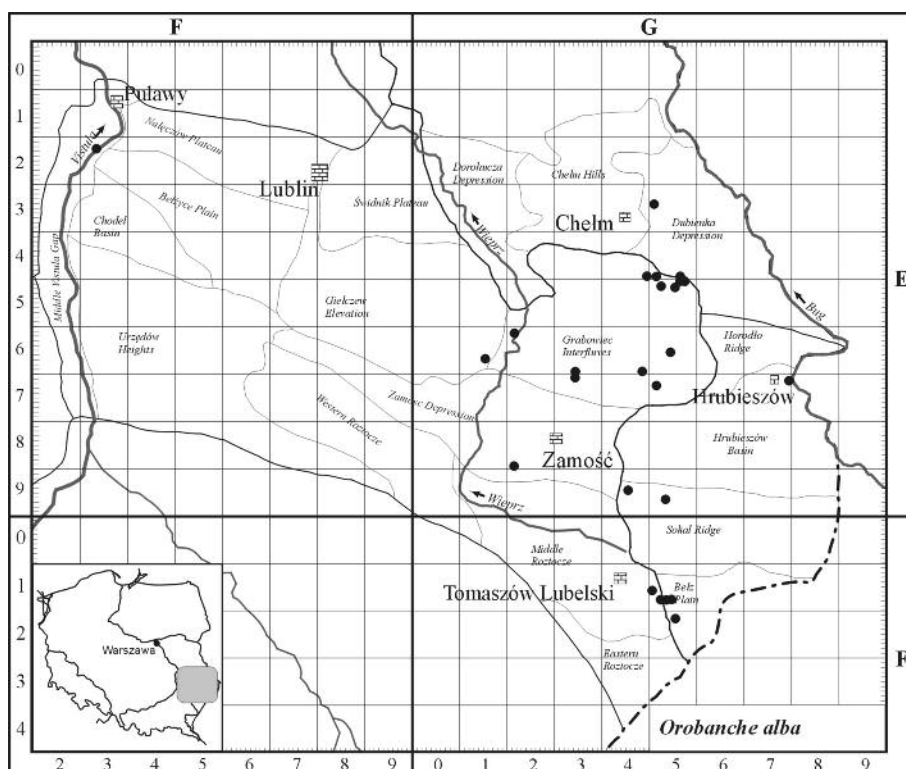 F G
0
1
2
3
4
5
6
7
8
9
0
1
2
3
4
E
F
Puławy
Vistula
Nałęczów Plateau
Lublin
Bełżyce Plain
Świdnik Plateau
Chodel
Basin
Middle Vistula Gap
Urzędów
Heights
Giełczew
Elevation
Western Roztocze
Zamość Depression
Dorohucza
Depression
Chełm Hills
Chełm
Dubienka
Depression
Wieprz
Bug
Grabowiec
Interfluves
Horodło
Ridge
Hrubieszów
Hrubieszów
Basin
Zamość
Wieprz
Sokal Ridge
Middle
Roztocze
Tomaszów Lubelski
Bełz
Plain
Eastern
Roztocze
Warszawa
Orobanche alba
2 3 4 5 6 7 8 9 0 1 2 3 4 5 6 7 8 9